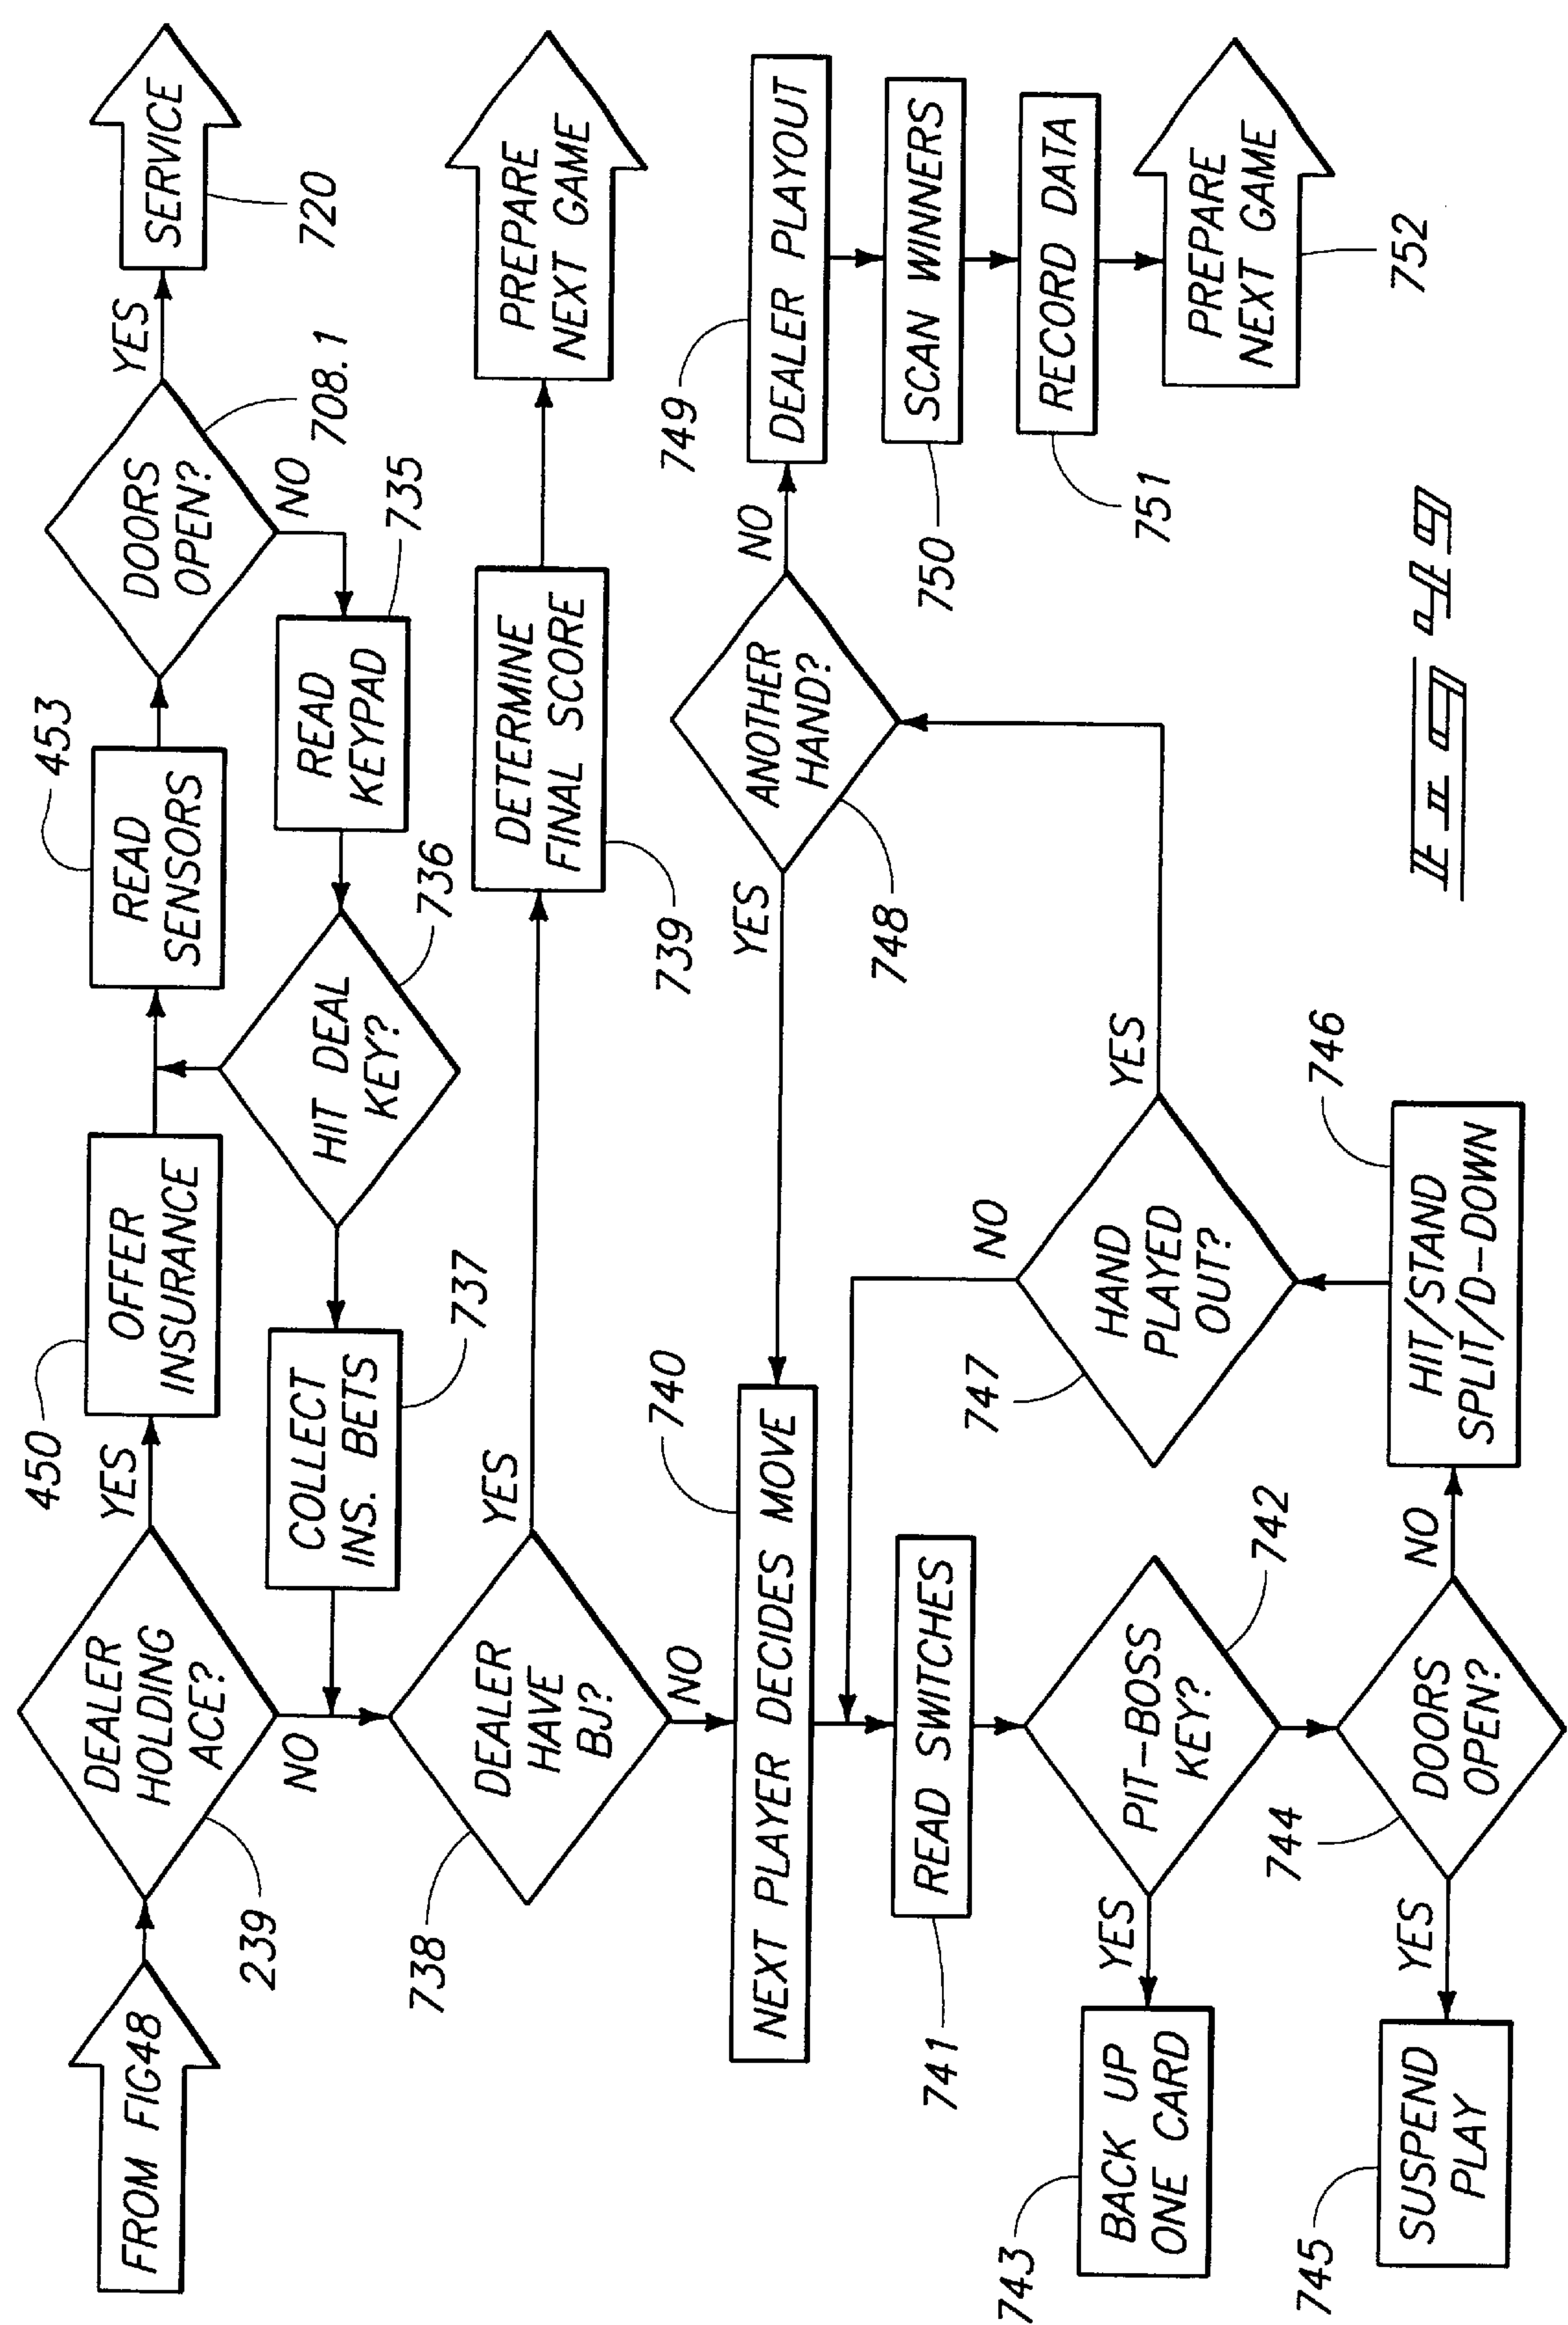 FROM FIG48
DEALER
HOLDING
ACE?
239
YES
NO
450
OFFER
INSURANCE
453
READ
SENSORS
DOORS
OPEN?
708.1
YES
NO
SERVICE
720
READ
KEYPAD
735
HIT DEAL
KEY?
736
COLLECT
INS. BETS
737
DEALER
HAVE
BJ?
738
YES
NO
DETERMINE
FINAL SCORE
739
PREPARE
NEXT GAME
NEXT PLAYER DECIDES MOVE
740
READ SWITCHES
741
PIT-BOSS
KEY?
742
YES
BACK UP
ONE CARD
743
DOORS
OPEN?
744
YES
NO
SUSPEND
PLAY
745
HIT/STAND
SPLIT/D-DOWN
746
HAND
PLAYED
OUT?
747
NO
YES
ANOTHER
HAND?
748
YES
NO
749
DEALER PLAYOUT
SCAN WINNERS
750
RECORD DATA
751
PREPARE
NEXT GAME
752
FIG 49